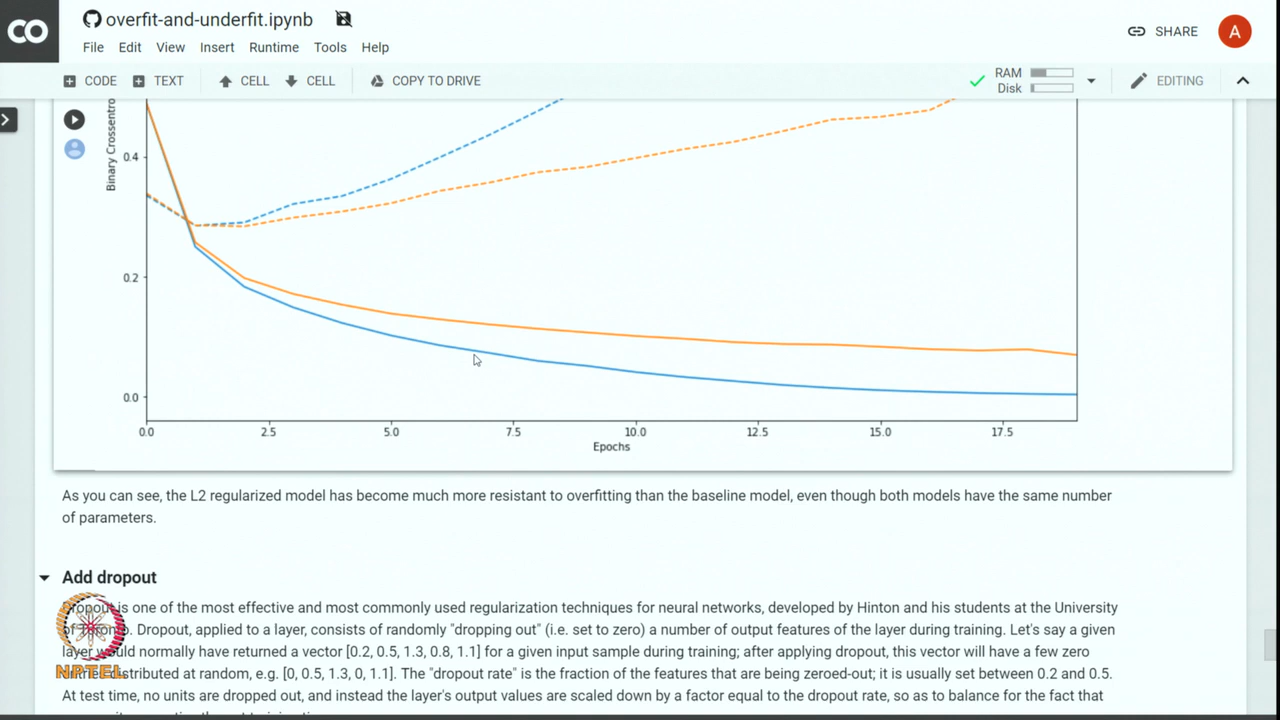 CO
overfit-and-underfit.ipynb
SHARE
A
File Edit View Insert Runtime Tools Help
CODE TEXT CELL CELL COPY TO DRIVE
RAM
Disk
EDITING
Binary Crossentro
0.4
0.2
0.0
0.0 2.5 5.0 7.5 10.0 12.5 15.0 17.5
Epochs
As you can see, the L2 regularized model has become much more resistant to overfitting than the baseline model, even though both models have the same number
of parameters.
Add dropout
Dropout is one of the most effective and most commonly used regularization techniques for neural networks, developed by Hinton and his students at the University
of Toronto. Dropout, applied to a layer, consists of randomly "dropping out" (i.e. set to zero) a number of output features of the layer during training. Let's say a given
layer would normally have returned a vector [0.2, 0.5, 1.3, 0.8, 1.1] for a given input sample during training; after applying dropout, this vector will have a few zero
entries distributed at random, e.g. [0, 0.5, 1.3, 0, 1.1]. The "dropout rate" is the fraction of the features that are being zeroed-out; it is usually set between 0.2 and 0.5.
At test time, no units are dropped out, and instead the layer's output values are scaled down by a factor equal to the dropout rate, so as to balance for the fact that
NPTEL